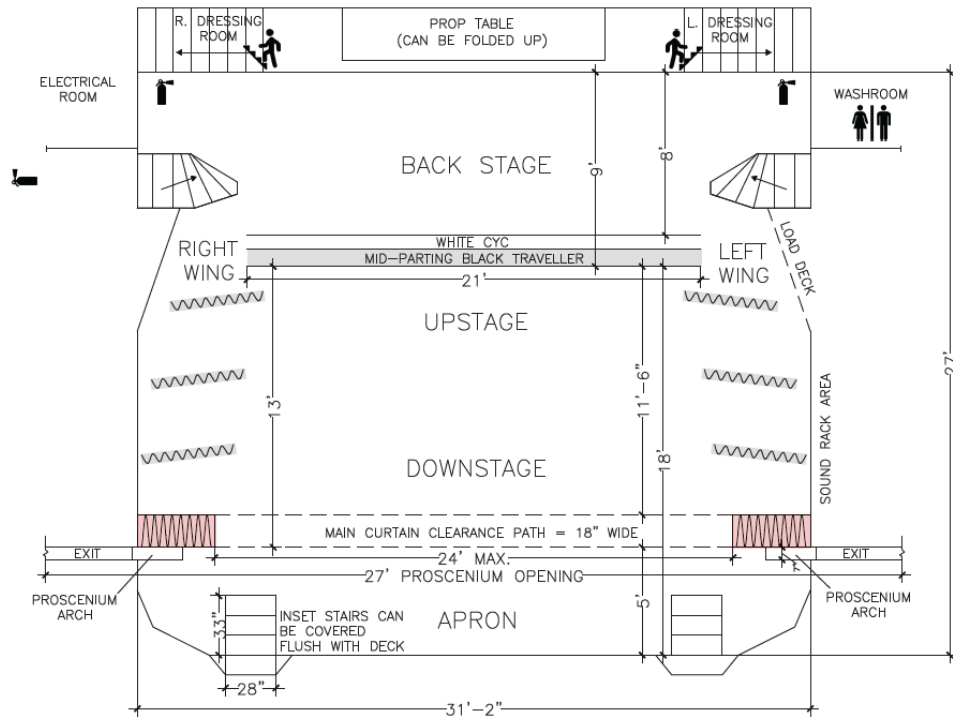 R. DRESSING
ROOM
PROP TABLE
(CAN BE FOLDED UP)
L. DRESSING
ROOM
ELECTRICAL
ROOM
WASHROOM
BACK STAGE
9'
8'
RIGHT
WING
WHITE CYC
MID-PARTING BLACK TRAVELLER
LEFT
WING
LOAD DECK
21'
UPSTAGE
27'
13'
11'-6"
18'
SOUND RACK AREA
DOWNSTAGE
MAIN CURTAIN CLEARANCE PATH = 18" WIDE
EXIT
24' MAX.
7"
EXIT
27' PROSCENIUM OPENING
PROSCENIUM
ARCH
PROSCENIUM
ARCH
33"
INSET STAIRS CAN
BE COVERED
FLUSH WITH DECK
APRON
5'
28"
31'-2"